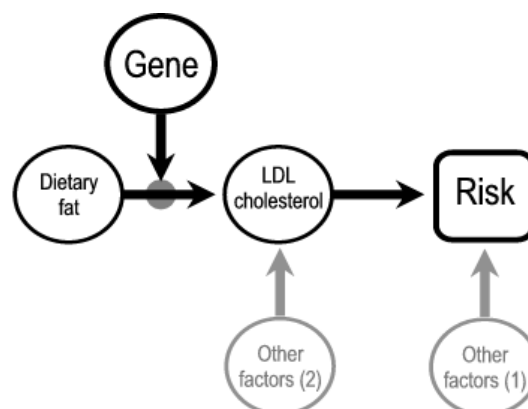 Gene
Dietary
fat
LDL
cholesterol
Risk
Other
factors (2)
Other
factors (1)